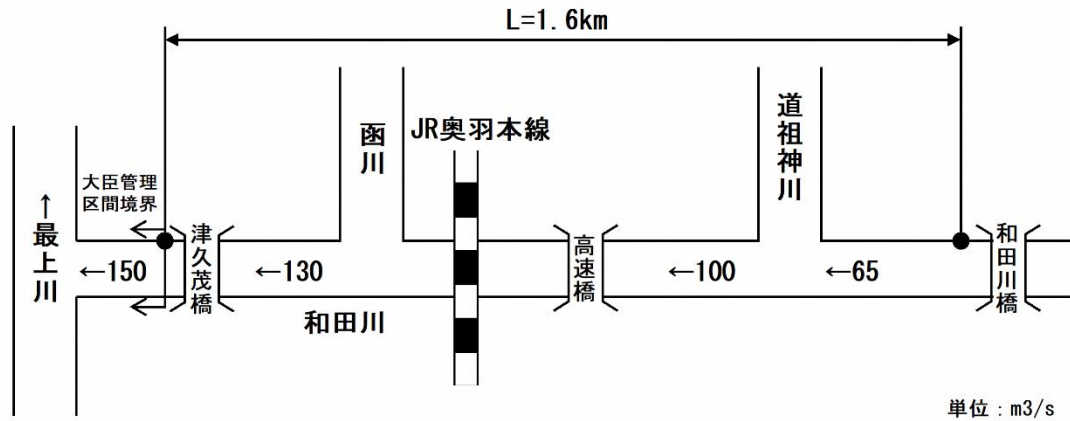 L=1.6km
函川
JR奥羽本線
道祖神川
大臣管理
区間境界
↑最上川
←150
津久茂橋
←130
高速橋
←100
←65
和田川橋
和田川
単位：m3/s